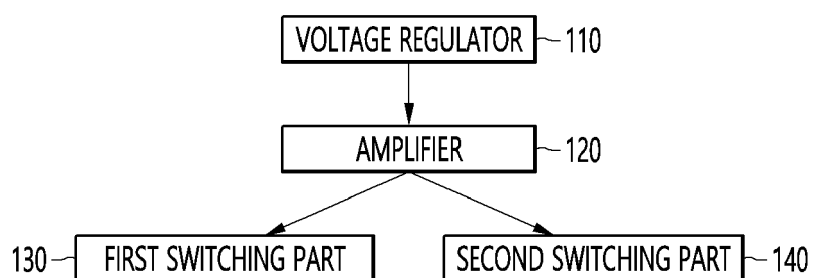 VOLTAGE REGULATOR 110
AMPLIFIER 120
130 FIRST SWITCHING PART SECOND SWITCHING PART 140